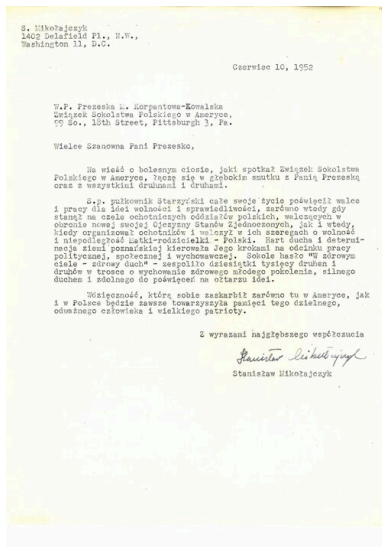 S. Mikołajczyk
1402 Delafield Pl., N.W.,
Washington 11, D.C.
Czerwiec 10, 1952
W.P. Prezeska M. Korpantowa-Kowalska
Związek Sokolstwa Polskiego w Ameryce,
99 So. 18th Street, Pittsburgh 3, Pa.
Wielce Szanowna Pani Prezesko,
Na wieść o bolesnym ciosie, jaki spotkał Związek Sokolstwa
Polskiego w Ameryce, łączę się w głębokim smutku z Panią Prezeską
oraz z wszystkimi druhnami i druhami.
Ś.p. pułkownik Starzyński całe swoje życie poświęcił walce
i pracy dla idei wolności i sprawiedliwości, zarówno wtedy gdy
stanął na czele ochotniczych oddziałów polskich, walczących w
obronie nowej swojej Ojczyzny Stanów Zjednoczonych, jak i wtedy,
kiedy organizował ochotników i walczył w ich szeregach o wolność
i niepodległość Matki-rodzicielki - Polski. Hart ducha i determi-
nacja ziemi poznańskiej kierowała Jego krokami na odcinku pracy
politycznej, społecznej i wychowawczej. Sokole hasło "W zdrowym
ciele - zdrowy duch" - zespoliło dziesiątki tysięcy druhen i
druhów w trosce o wychowanie zdrowego młodego pokolenia, silnego
duchem i zdolnego do poświęceń na ołtarzu idei.
Wdzięczność, którą sobie zaskarbił zarówno tu w Ameryce, jak
i w Polsce będzie zawsze towarzyszyła pamięci tego dzielnego,
odważnego człowieka i wielkiego patrioty.
Z wyrazami najgłębszego współczucia
Stanisław Mikołajczyk
Stanisław Mikołajczyk